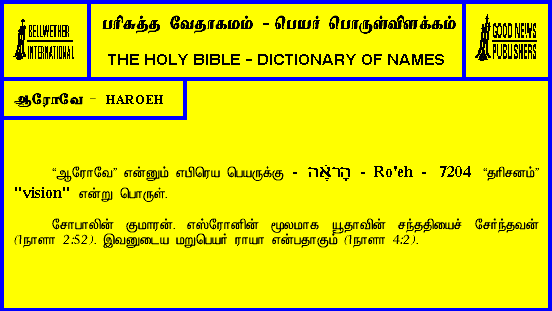 BELLWETHER
INTERNATIONAL
பரிசுத்த வேதாகமம் - பெயர் பொருள்விளக்கம்
THE HOLY BIBLE - DICTIONARY OF NAMES
GOOD NEWS
PUBLISHERS
ஆரோவே - HAROEH
“ஆரோவே” என்னும் எபிரெய பெயருக்கு - הָרֹאֶה - Ro'eh - 7204 “தரிசனம்”
"vision" என்று பொருள்.
சோபாலின் குமாரன். எஸ்ரோனின் மூலமாக யூதாவின் சந்ததியைச் சேர்ந்தவன்
(1நாளா 2:52). இவனுடைய மறுபெயர் ராயா என்பதாகும் (1நாளா 4:2).